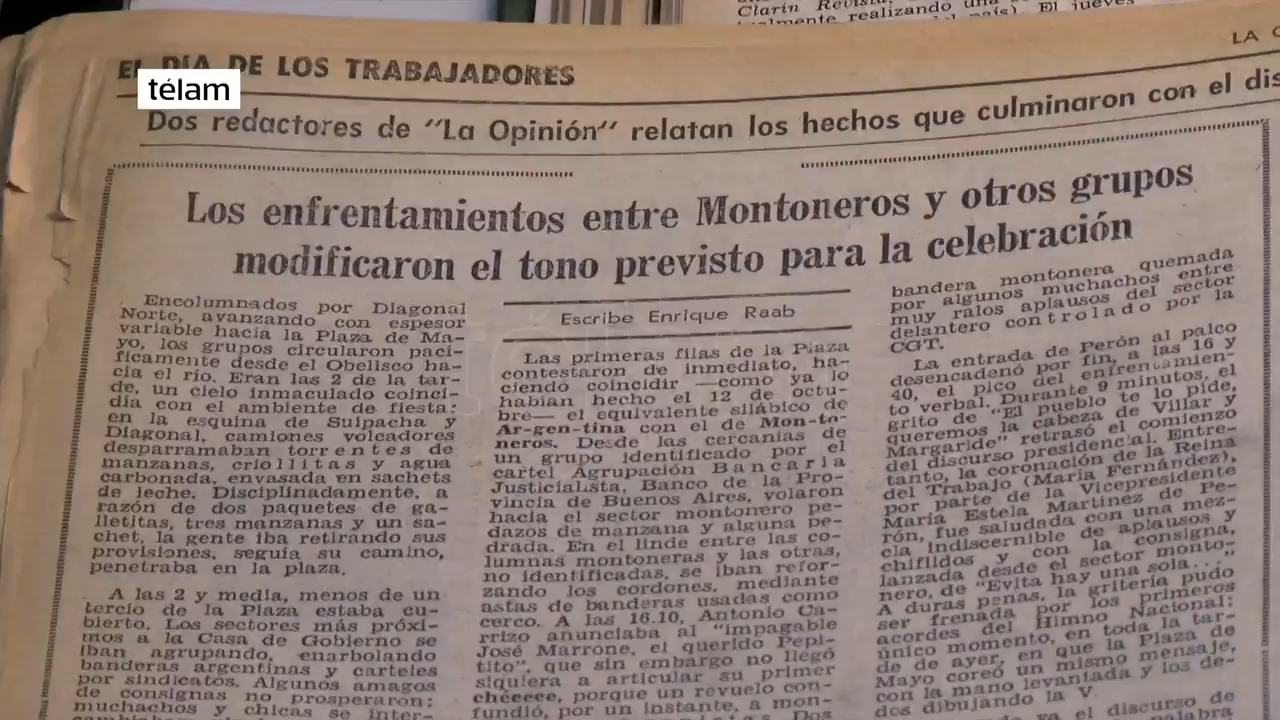 Clarin Revista,
realizando una
país). El jueves
LA
EL DIA DE LOS TRABAJADORES
télam
Dos redactores de "La Opinión" relatan los hechos que culminaron con el dis
Los enfrentamientos entre Montoneros y otros grupos
modificaron el tono previsto para la celebración
Encolumnados por Diagonal
Norte, avanzando con espesor
variable hacía la Plaza de Ma-
yo, los grupos circularon pací-
ficamente desde el Obelisco ha-
cia el río. Eran las 2 de la tar-
de, un cielo inmaculado coinci-
día con el ambiente de fiesta:
en la esquina de Suipacha y
Diagonal, camiones volcadores
desparramaban torrentes de
manzanas, criollitas y agua
carbonada, envasada en sachets
de leche. Disciplinadamente, a
razón de dos paquetes de ga-
lletitas, tres manzanas y un sa-
chet, la gente iba retirando sus
provisiones, seguía su camino,
penetraba en la plaza.
A las 2 y media, menos de un
tercio de la Plaza estaba cu-
bierto. Los sectores más próxi-
mos a la Casa de Gobierno se
iban agrupando, enarbolando
banderas argentinas y carteles
por sindicatos. Algunos amagos
de consignas no prosperaron:
muchachos y chicas se inter-
Escribe Enrique Raab
Las primeras filas de la Plaza
contestaron de inmediato, ha-
ciendo coincidir —como ya lo
habían hecho el 12 de octu-
bre— el equivalente silábico de
Ar-gen-tina con el de Mon-to-
neros. Desde las cercanías de
un grupo identificado por el
cartel Agrupación Bancaria
Justicialista, Banco de la Pro-
vincia de Buenos Aires, volaron
hacía el sector montonero pe-
dazos de manzana y alguna pe-
drada. En el linde entre las co-
lumnas montoneras y las otras,
no identificadas, se iban refor-
zando los cordones, mediante
astas de banderas usadas como
cerco. A las 16.10, Antonio Ca-
rrizo anunciaba al "impagable
José Marrone, el querido Pepi-
tito", que sin embargo no llegó
siquiera a articular su primer
chéeeee, porque un revuelo con-
fundió, por un instante, a mon-
Dos
bandera montonera quemada
por algunos muchachos entre
muy ralos aplausos del sector
delantero controlado por la
CGT.
La entrada de Perón al palco
desencadenó por fin, a las 16 y
40, el pico del enfrentamien-
to verbal. Durante 9 minutos, el
grito de "El pueblo te lo pide,
queremos la cabeza de Villar y
Margaride" retrasó el comienzo
del discurso presidencial. Entre-
tanto, la coronación de la Reina
del Trabajo (María Fernández),
por parte de la Vicepresidente
María Estela Martínez de Pe-
rón, fue saludada con una mez-
cla indiscernible de aplausos y
chiflidos y con la consigna,
lanzada desde el sector monto-
nero, de "Evita hay una sola...".
A duras penas, la gritería pudo
ser frenada por los primeros
acordes del Himno Nacional:
único momento, en toda la tar-
de de ayer, en que la Plaza de
Mayo coreó un mismo mensaje,
con la mano levantada y los de-
dos dibujando la V.
el discurso de